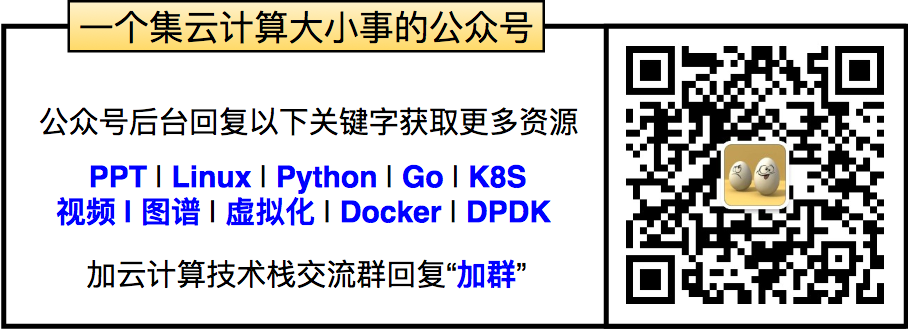 一个集云计算大小事的公众号
公众号后台回复以下关键字获取更多资源
PPT | Linux | Python | Go | K8S
视频 | 图谱 | 虚拟化 | Docker | DPDK
加云计算技术栈交流群回复“加群”